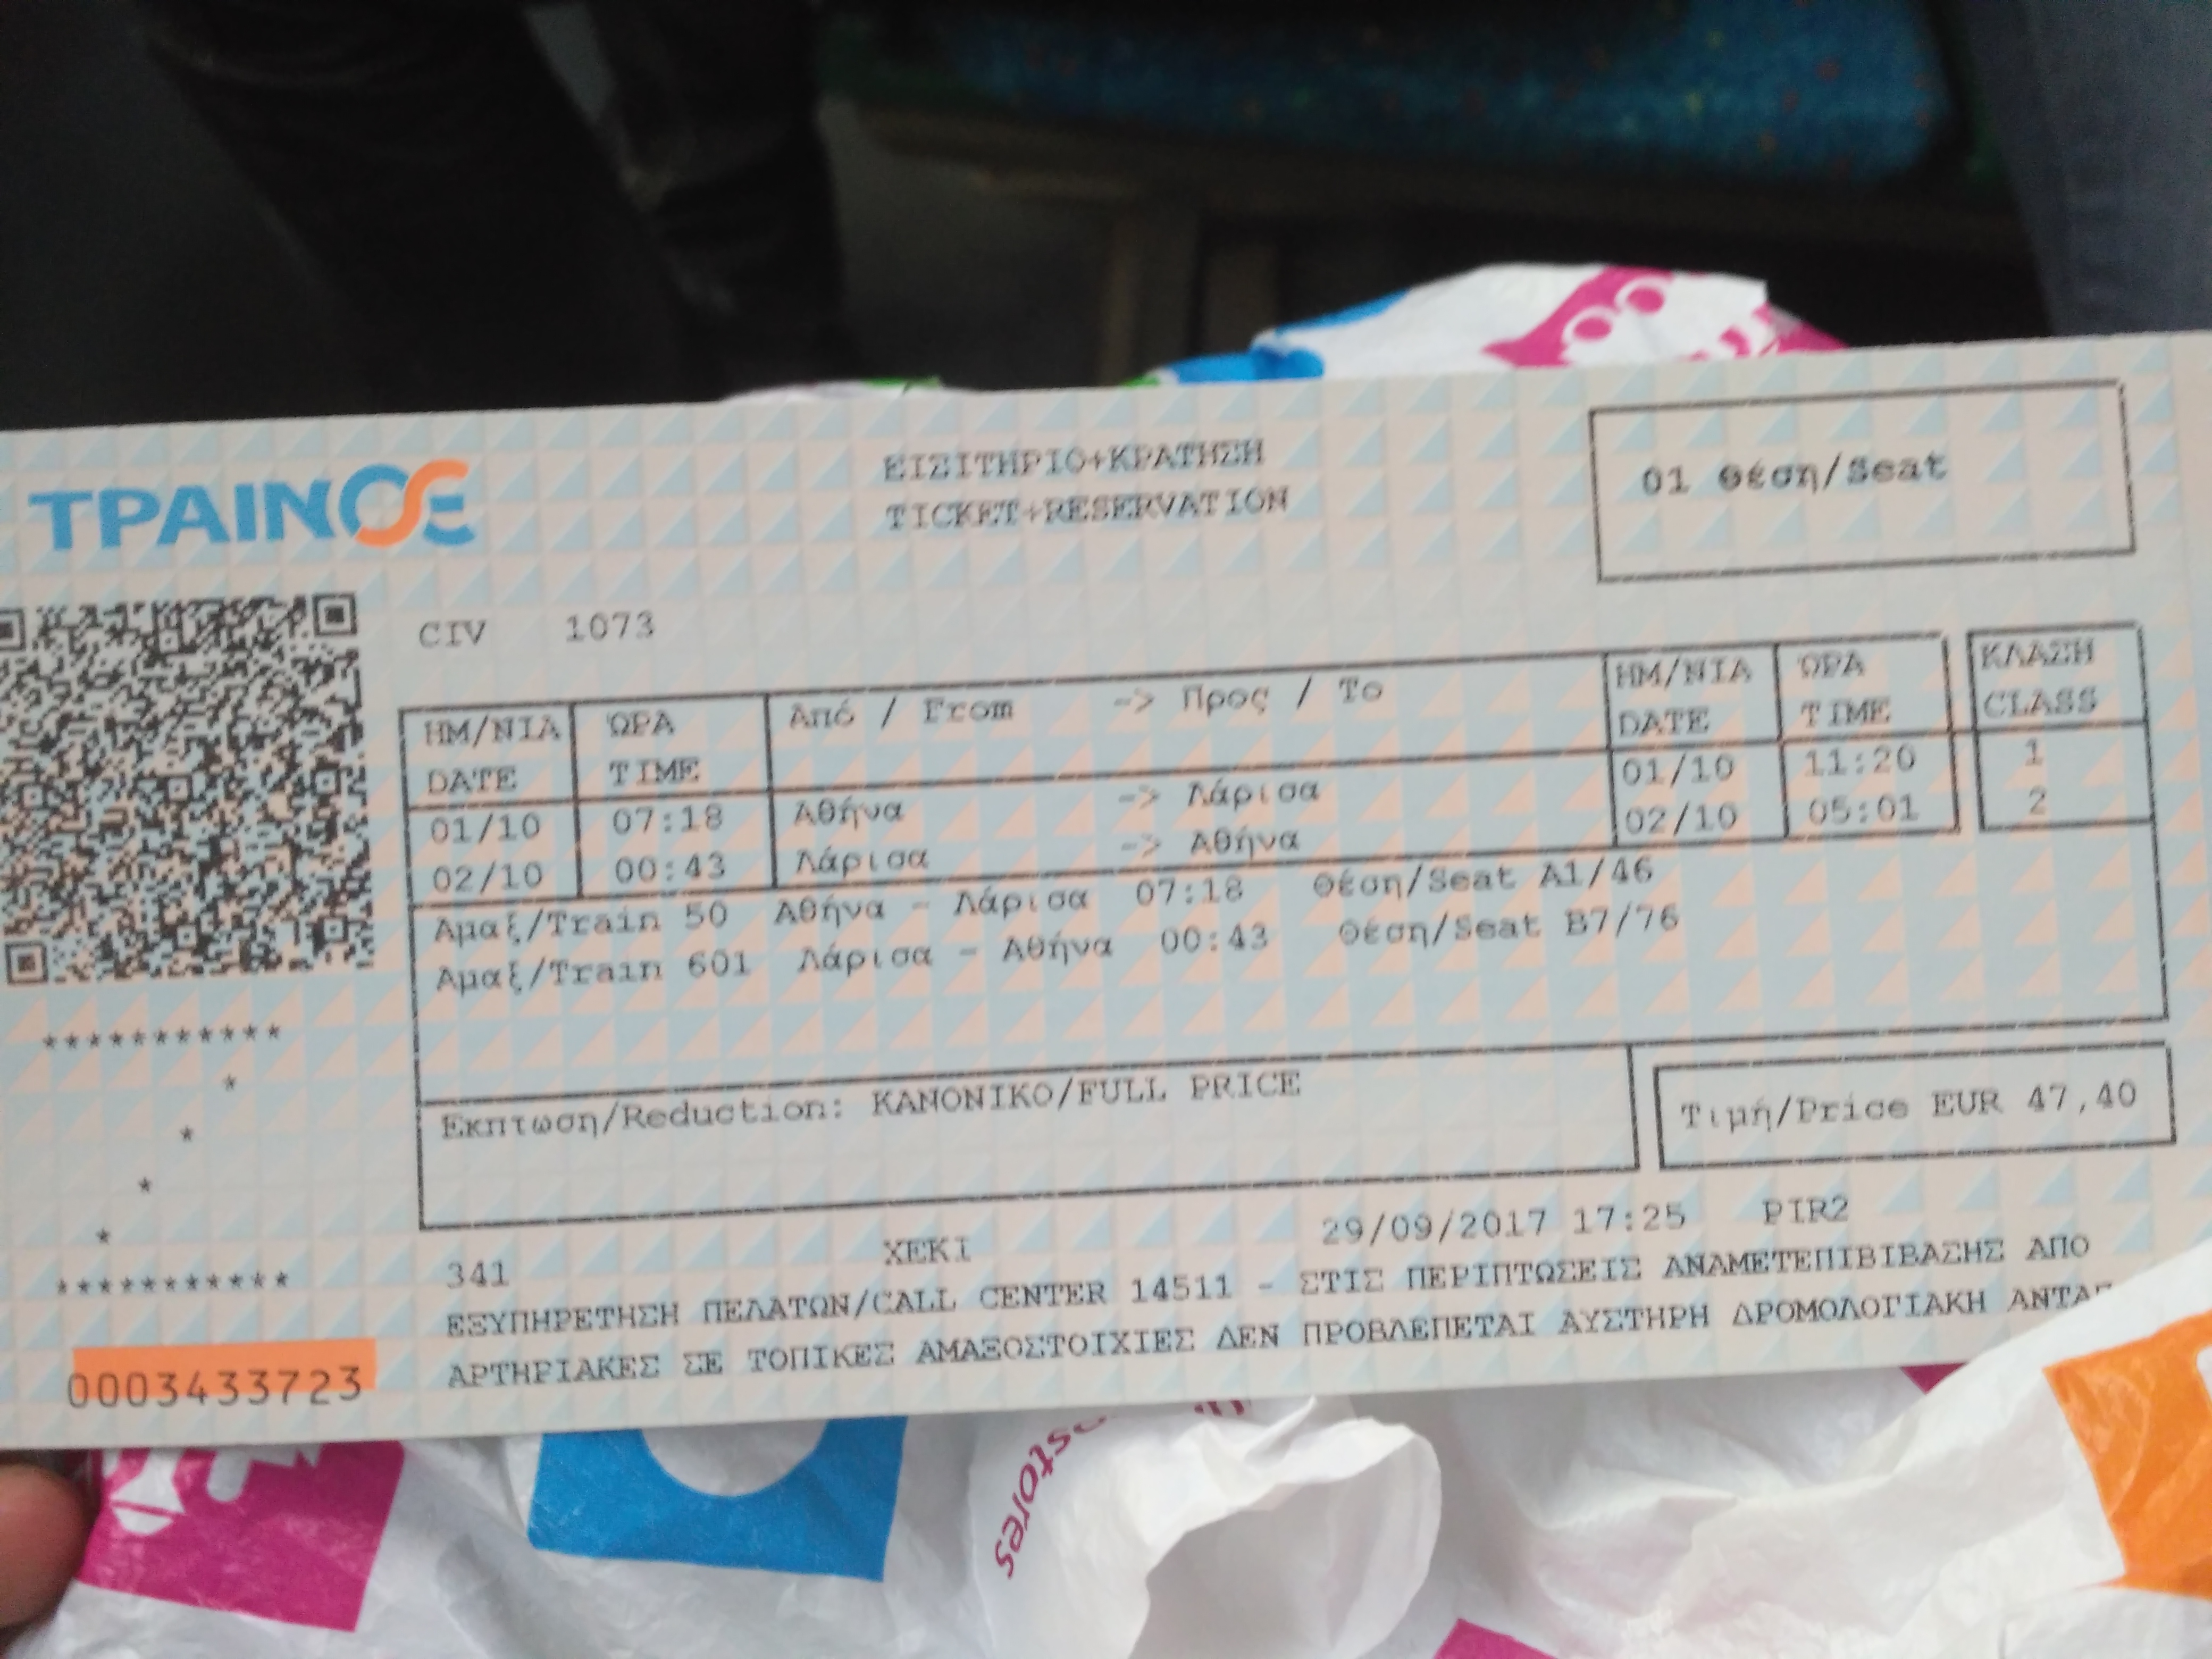 ΤΡΑΙΝΟΣΕ
ΕΙΣΙΤΗΡΙΟ+ΚΡΑΤΗΣΗ
TICKET+RESERVATION
01 Θέση/Seat
CIV 1073
ΗΜ/ΝΙΑ ΏΡΑ Από / From -> Προς / To ΗΜ/ΝΙΑ ΏΡΑ ΚΛΑΣΗ
DATE TIME DATE TIME CLASS
01/10 07:18 Αθήνα -> Λάρισα 01/10 11:20 1
02/10 00:43 Λάρισα -> Αθήνα 02/10 05:01 2
Αμαξ/Train 50 Αθήνα - Λάρισα 07:18 Θέση/Seat A1/46
Αμαξ/Train 601 Λάρισα - Αθήνα 00:43 Θέση/Seat B7/76
***********
*
*
*
*
***********
Εκπτωση/Reduction: ΚΑΝΟΝΙΚΟ/FULL PRICE
Τιμή/Price EUR 47,40
341 XEKI 29/09/2017 17:25 PIR2
ΕΞΥΠΗΡΕΤΗΣΗ ΠΕΛΑΤΩΝ/CALL CENTER 14511 - ΣΤΙΣ ΠΕΡΙΠΤΩΣΕΙΣ ΑΝΑΜΕΤΕΠΙΒΙΒΑΣΗΣ ΑΠΟ
ΑΡΤΗΡΙΑΚΕΣ ΣΕ ΤΟΠΙΚΕΣ ΑΜΑΞΟΣΤΟΙΧΙΕΣ ΔΕΝ ΠΡΟΒΛΕΠΕΤΑΙ ΑΥΣΤΗΡΗ ΔΡΟΜΟΛΟΓΙΑΚΗ
0003433723
stores